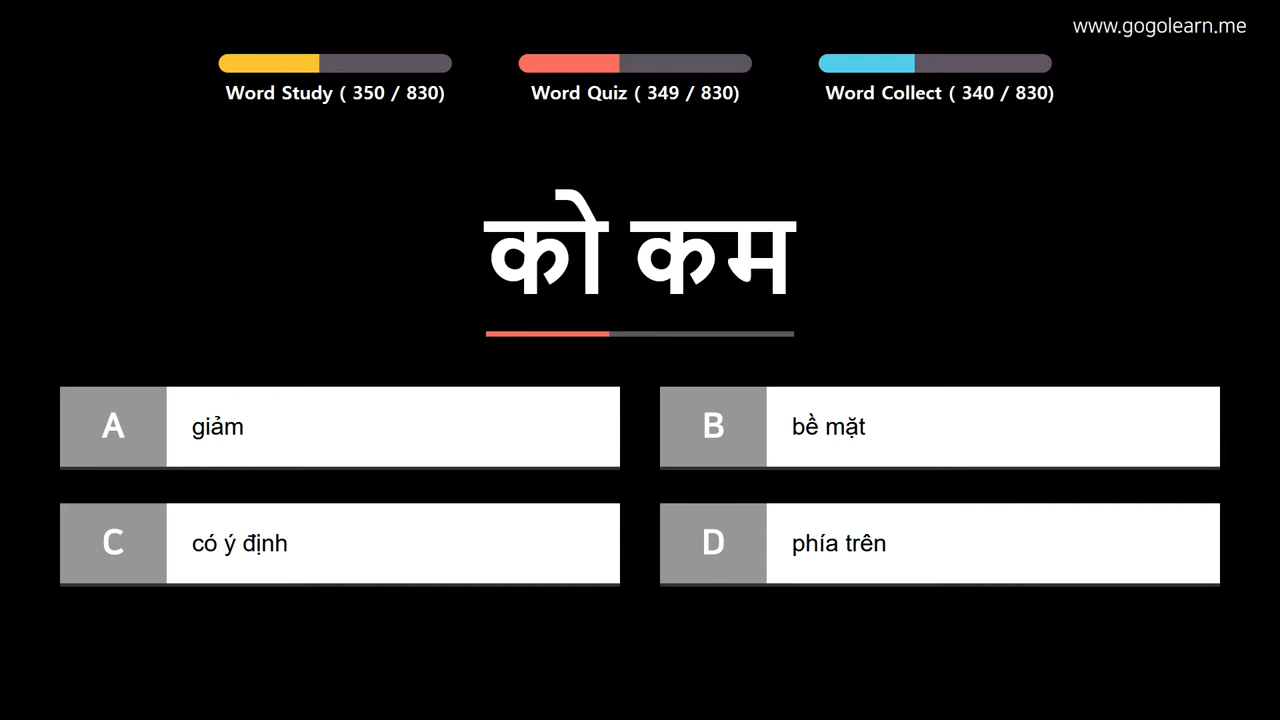 www.gogolearn.me
Word Study ( 350 / 830)
Word Quiz ( 349 / 830)
Word Collect ( 340 / 830)
को कम
A
giảm
B
bề mặt
C
có ý định
D
phía trên